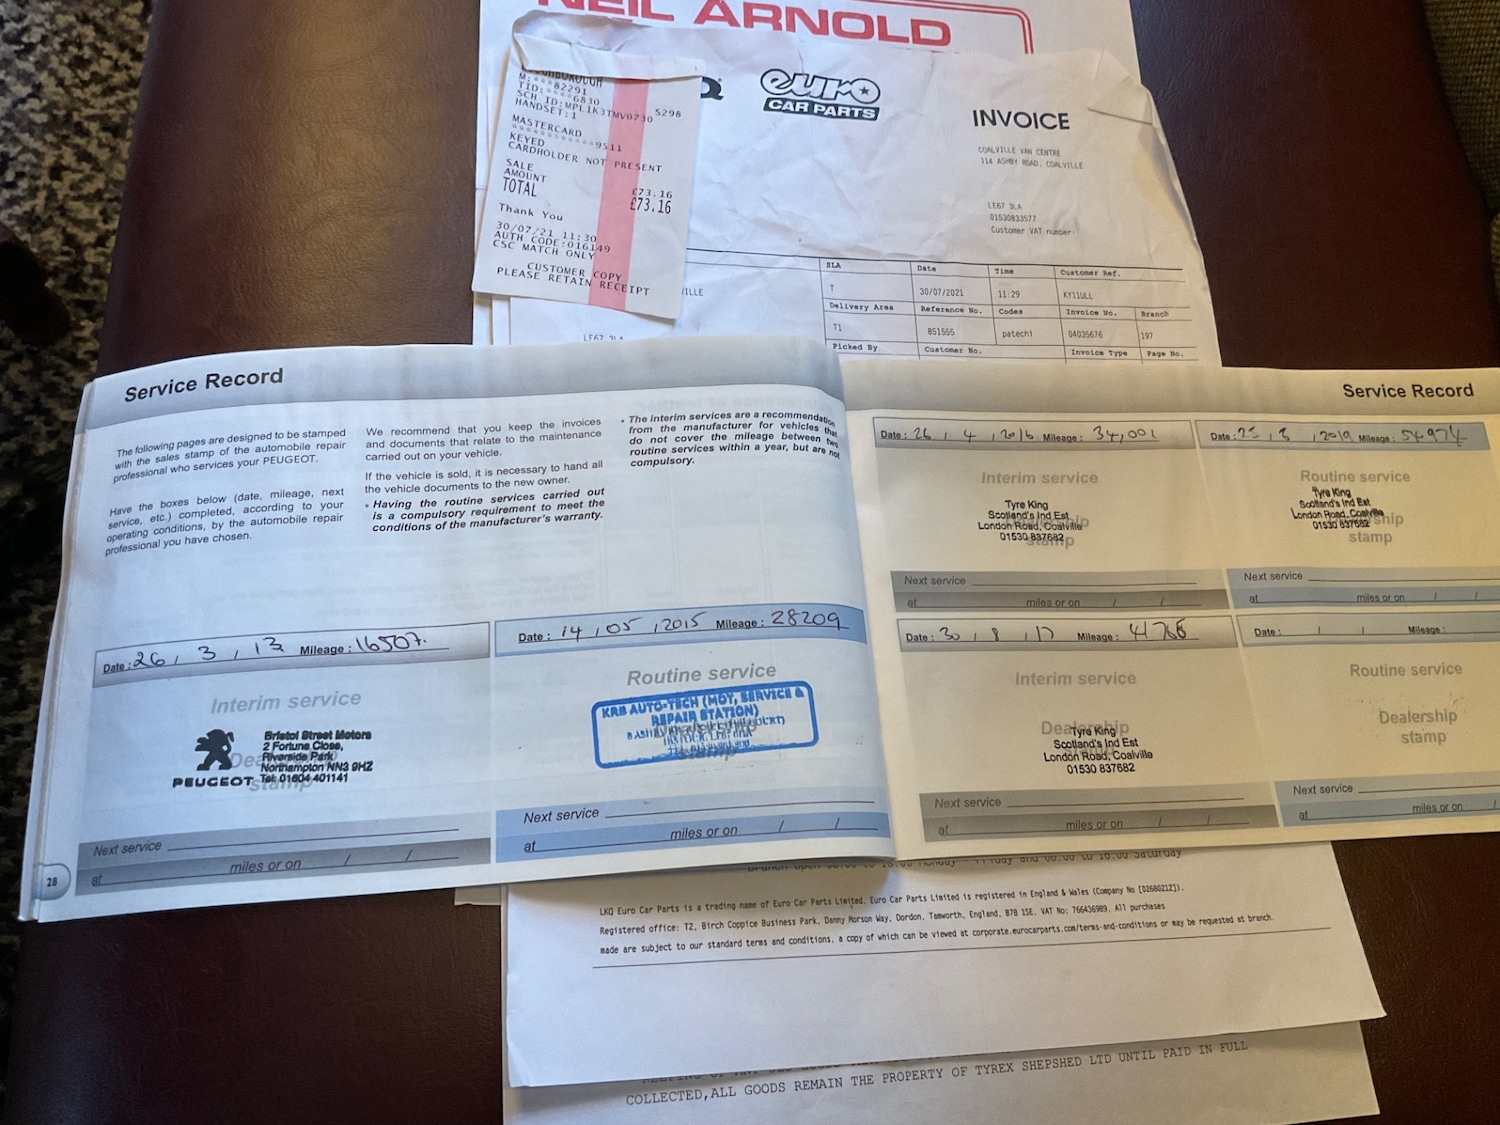 NEIL ARNOLD
M:***82291
TID:****6830
SCH ID:MPL1K3TMV0730 5298
HANDSET:1
MASTERCARD
************9511
KEYED
CARDHOLDER NOT PRESENT
SALE
AMOUNT £73.16
TOTAL £73.16
Thank You
30/07/21 11:30
AUTH CODE:016149
CSC MATCH ONLY
CUSTOMER COPY
PLEASE RETAIN RECEIPT
euro
CAR PARTS
INVOICE
COALVILLE VAN CENTRE
114 ASHBY ROAD, COALVILLE
LE67 3LA
01530833577
Customer VAT number
SLA Date Time Customer Ref.
T 30/07/2021 11:29 KY11ULL
Delivery Area Reference No. Codes Invoice No. Branch
T1 851555 patech1 04035676 197
Picked By Customer No. Invoice Type Page No.
Service Record
The following pages are designed to be stamped
with the sales stamp of the automobile repair
professional who services your PEUGEOT.
Have the boxes below (date, mileage, next
service, etc.) completed, according to your
operating conditions, by the automobile repair
professional you have chosen.
We recommend that you keep the invoices
and documents that relate to the maintenance
carried out on your vehicle.
If the vehicle is sold, it is necessary to hand all
the vehicle documents to the new owner.
• Having the routine services carried out
is a compulsory requirement to meet the
conditions of the manufacturer's warranty.
• The interim services are a recommendation
from the manufacturer for vehicles that
do not cover the mileage between two
routine services within a year, but are not
compulsory.
Date: 26 / 3 / 13 Mileage: 16507.
Interim service
PEUGEOT
Bristol Street Motors
2 Fortune Close,
Riverside Park
Northampton NN3 9HZ
Tel: 01604 401141
Next service
at miles or on / /
28
Date: 14 / 05 / 2015 Mileage: 28209
Routine service
KRB AUTO-TECH (MOT, SERVICE &
REPAIR STATION)
Next service
at miles or on / /
Service Record
Date: 26 / 4 / 2016 Mileage: 34,001
Interim service
Tyre King
Scotland's Ind Est
London Road, Coalville
01530 837682
Next service
at miles or on / /
Date: 23 / 3 / 2019 Mileage: 54974
Routine service
Tyre King
Scotland's Ind Est
London Road, Coalville
01530 837682
stamp
Next service
at miles or on / /
Date: 30 / 8 / 17 Mileage: 41766
Interim service
Dealership
Tyre King
Scotland's Ind Est
London Road, Coalville
01530 837682
Next service
at miles or on / /
Date: / / Mileage:
Routine service
Dealership
stamp
Next service
at miles or on /
LKQ Euro Car Parts is a trading name of Euro Car Parts Limited. Euro Car Parts Limited is registered in England & Wales (Company No [02680212]).
Registered office: T2, Birch Coppice Business Park, Danny Morson Way, Dordon, Tamworth, England, B78 1SE. VAT No: 766436989. All purchases
made are subject to our standard terms and conditions, a copy of which can be viewed at corporate.eurocarparts.com/terms-and-conditions or may be requested at branch.
COLLECTED,ALL GOODS REMAIN THE PROPERTY OF TYREX SHEPSHED LTD UNTIL PAID IN FULL